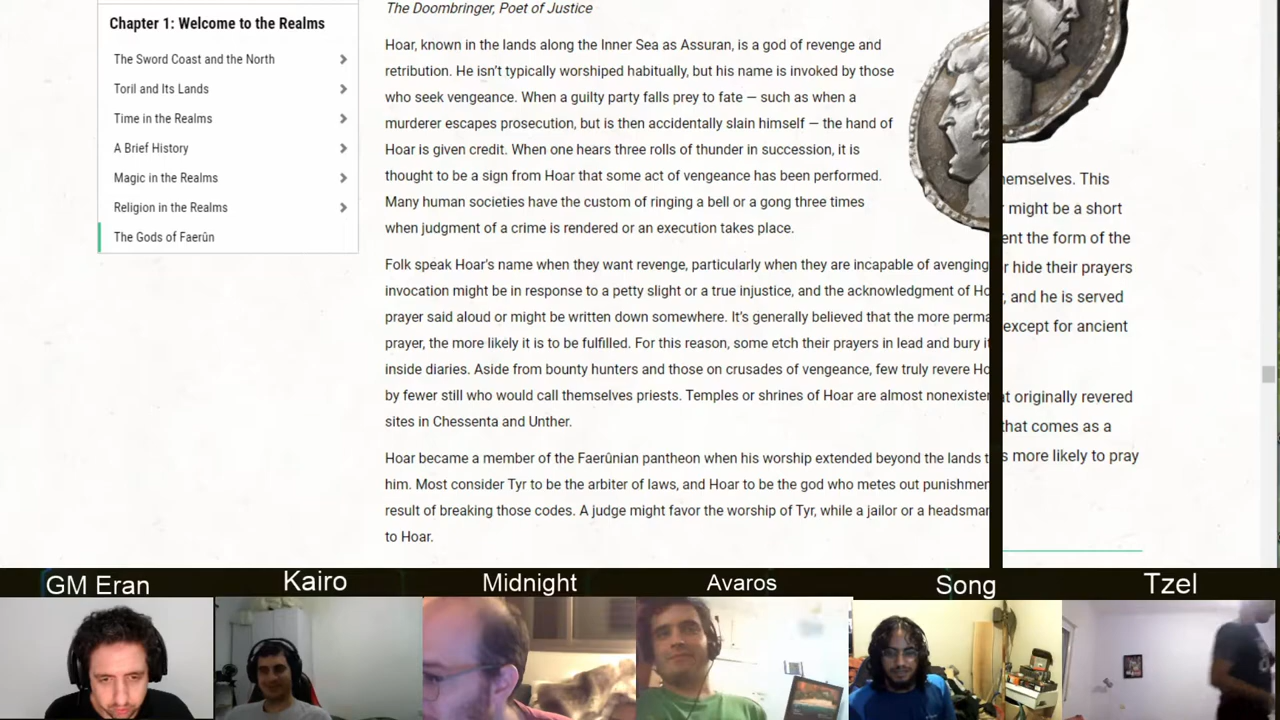 The Doombringer, Poet of Justice
Chapter 1: Welcome to the Realms
The Sword Coast and the North
Toril and Its Lands
Time in the Realms
A Brief History
Magic in the Realms
Religion in the Realms
The Gods of Faerûn
Hoar, known in the lands along the Inner Sea as Assuran, is a god of revenge and
retribution. He isn't typically worshiped habitually, but his name is invoked by those
who seek vengeance. When a guilty party falls prey to fate — such as when a
murderer escapes prosecution, but is then accidentally slain himself — the hand of
Hoar is given credit. When one hears three rolls of thunder in succession, it is
thought to be a sign from Hoar that some act of vengeance has been performed.
Many human societies have the custom of ringing a bell or a gong three times
when judgment of a crime is rendered or an execution takes place.
Folk speak Hoar's name when they want revenge, particularly when they are incapable of avenging
invocation might be in response to a petty slight or a true injustice, and the acknowledgment of Ho
prayer said aloud or might be written down somewhere. It's generally believed that the more perma
prayer, the more likely it is to be fulfilled. For this reason, some etch their prayers in lead and bury it
inside diaries. Aside from bounty hunters and those on crusades of vengeance, few truly revere Ho
by fewer still who would call themselves priests. Temples or shrines of Hoar are almost nonexister
sites in Chessenta and Unther.
Hoar became a member of the Faerûnian pantheon when his worship extended beyond the lands t
him. Most consider Tyr to be the arbiter of laws, and Hoar to be the god who metes out punishmen
result of breaking those codes. A judge might favor the worship of Tyr, while a jailor or a headsmar
to Hoar.
hemselves. This
might be a short
ent the form of the
r hide their prayers
, and he is served
except for ancient
at originally revered
that comes as a
s more likely to pray
GM Eran
Kairo
Midnight
Avaros
Song
Tzel